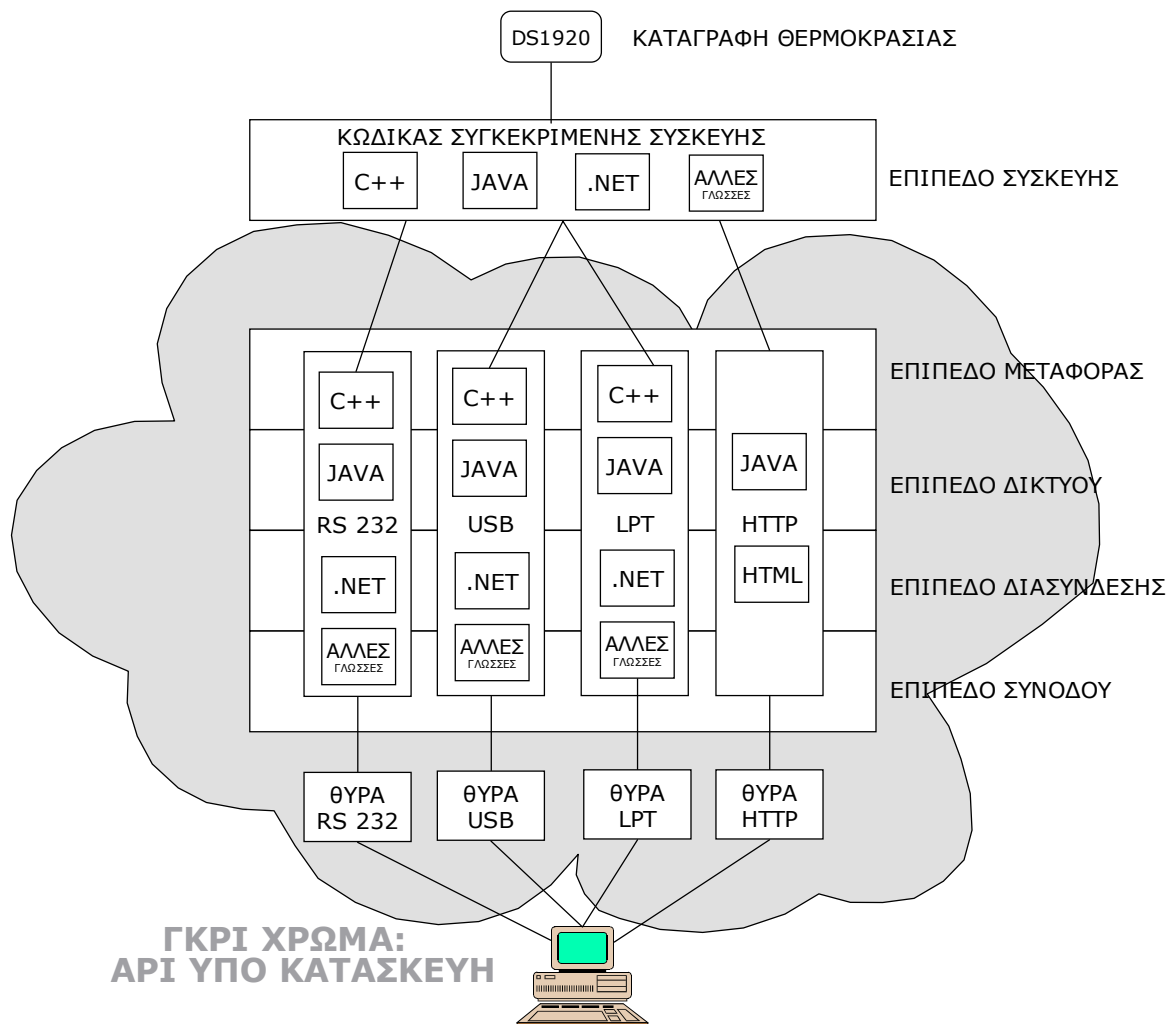 DS1920 ΚΑΤΑΓΡΑΦΗ ΘΕΡΜΟΚΡΑΣΙΑΣ
ΚΩΔΙΚΑΣ ΣΥΓΚΕΚΡΙΜΕΝΗΣ ΣΥΣΚΕΥΗΣ
C++ JAVA .NET ΑΛΛΕΣ
ΓΛΩΣΣΕΣ
ΕΠΙΠΕΔΟ ΣΥΣΚΕΥΗΣ
ΕΠΙΠΕΔΟ ΜΕΤΑΦΟΡΑΣ
C++ C++ C++
JAVA JAVA JAVA JAVA
ΕΠΙΠΕΔΟ ΔΙΚΤΥΟΥ
RS 232 USB LPT HTTP
.NET .NET .NET HTML
ΕΠΙΠΕΔΟ ΔΙΑΣΥΝΔΕΣΗΣ
ΑΛΛΕΣ ΑΛΛΕΣ ΑΛΛΕΣ
ΓΛΩΣΣΕΣ ΓΛΩΣΣΕΣ ΓΛΩΣΣΕΣ
ΕΠΙΠΕΔΟ ΣΥΝΟΔΟΥ
ΘΥΡΑ ΘΥΡΑ ΘΥΡΑ ΘΥΡΑ
RS 232 USB LPT HTTP
ΓΚΡΙ ΧΡΩΜΑ:
API ΥΠΟ ΚΑΤΑΣΚΕΥΗ